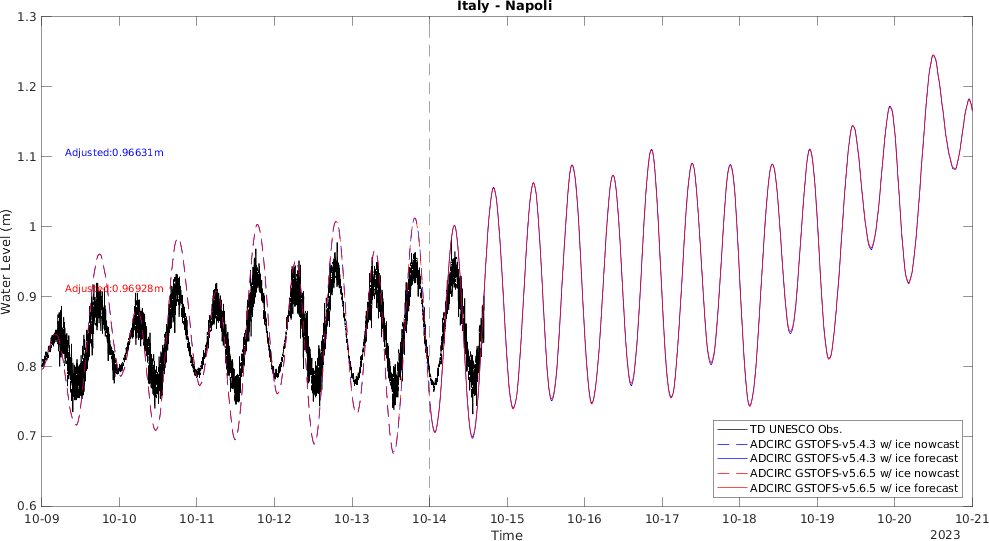 Italy - Napoli
Water Level (m)
1.3
1.2
1.1
1
0.9
0.8
0.7
0.6
Adjusted:0.96631m
Adjusted:0.96928m
TD UNESCO Obs.
ADCIRC GSTOFS-v5.4.3 w/ ice nowcast
ADCIRC GSTOFS-v5.4.3 w/ ice forecast
ADCIRC GSTOFS-v5.6.5 w/ ice nowcast
ADCIRC GSTOFS-v5.6.5 w/ ice forecast
10-09 10-10 10-11 10-12 10-13 10-14 10-15 10-16 10-17 10-18 10-19 10-20 10-21
Time
2023